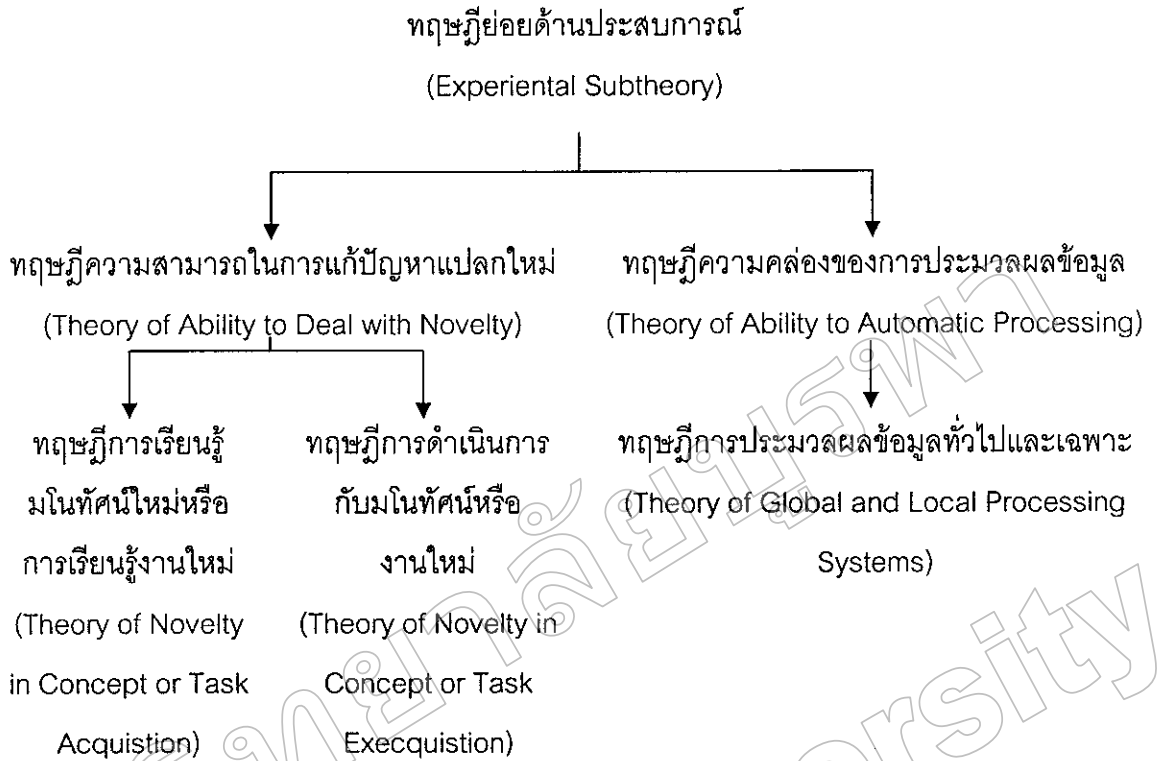 ทฤษฎีย่อยด้านประสบการณ์
(Experiental Subtheory)
ทฤษฎีความสามารถในการแก้ปัญหาแปลกใหม่
(Theory of Ability to Deal with Novelty)
ทฤษฎีความคล่องของการประมวลผลข้อมูล
(Theory of Ability to Automatic Processing)
ทฤษฎีการเรียนรู้
มโนทัศน์ใหม่หรือ
การเรียนรู้งานใหม่
(Theory of Novelty
in Concept or Task
Acquistion)
ทฤษฎีการดำเนินการ
กับมโนทัศน์หรือ
งานใหม่
(Theory of Novelty in
Concept or Task
Execquistion)
ทฤษฎีการประมวลผลข้อมูลทั่วไปและเฉพาะ
(Theory of Global and Local Processing
Systems)